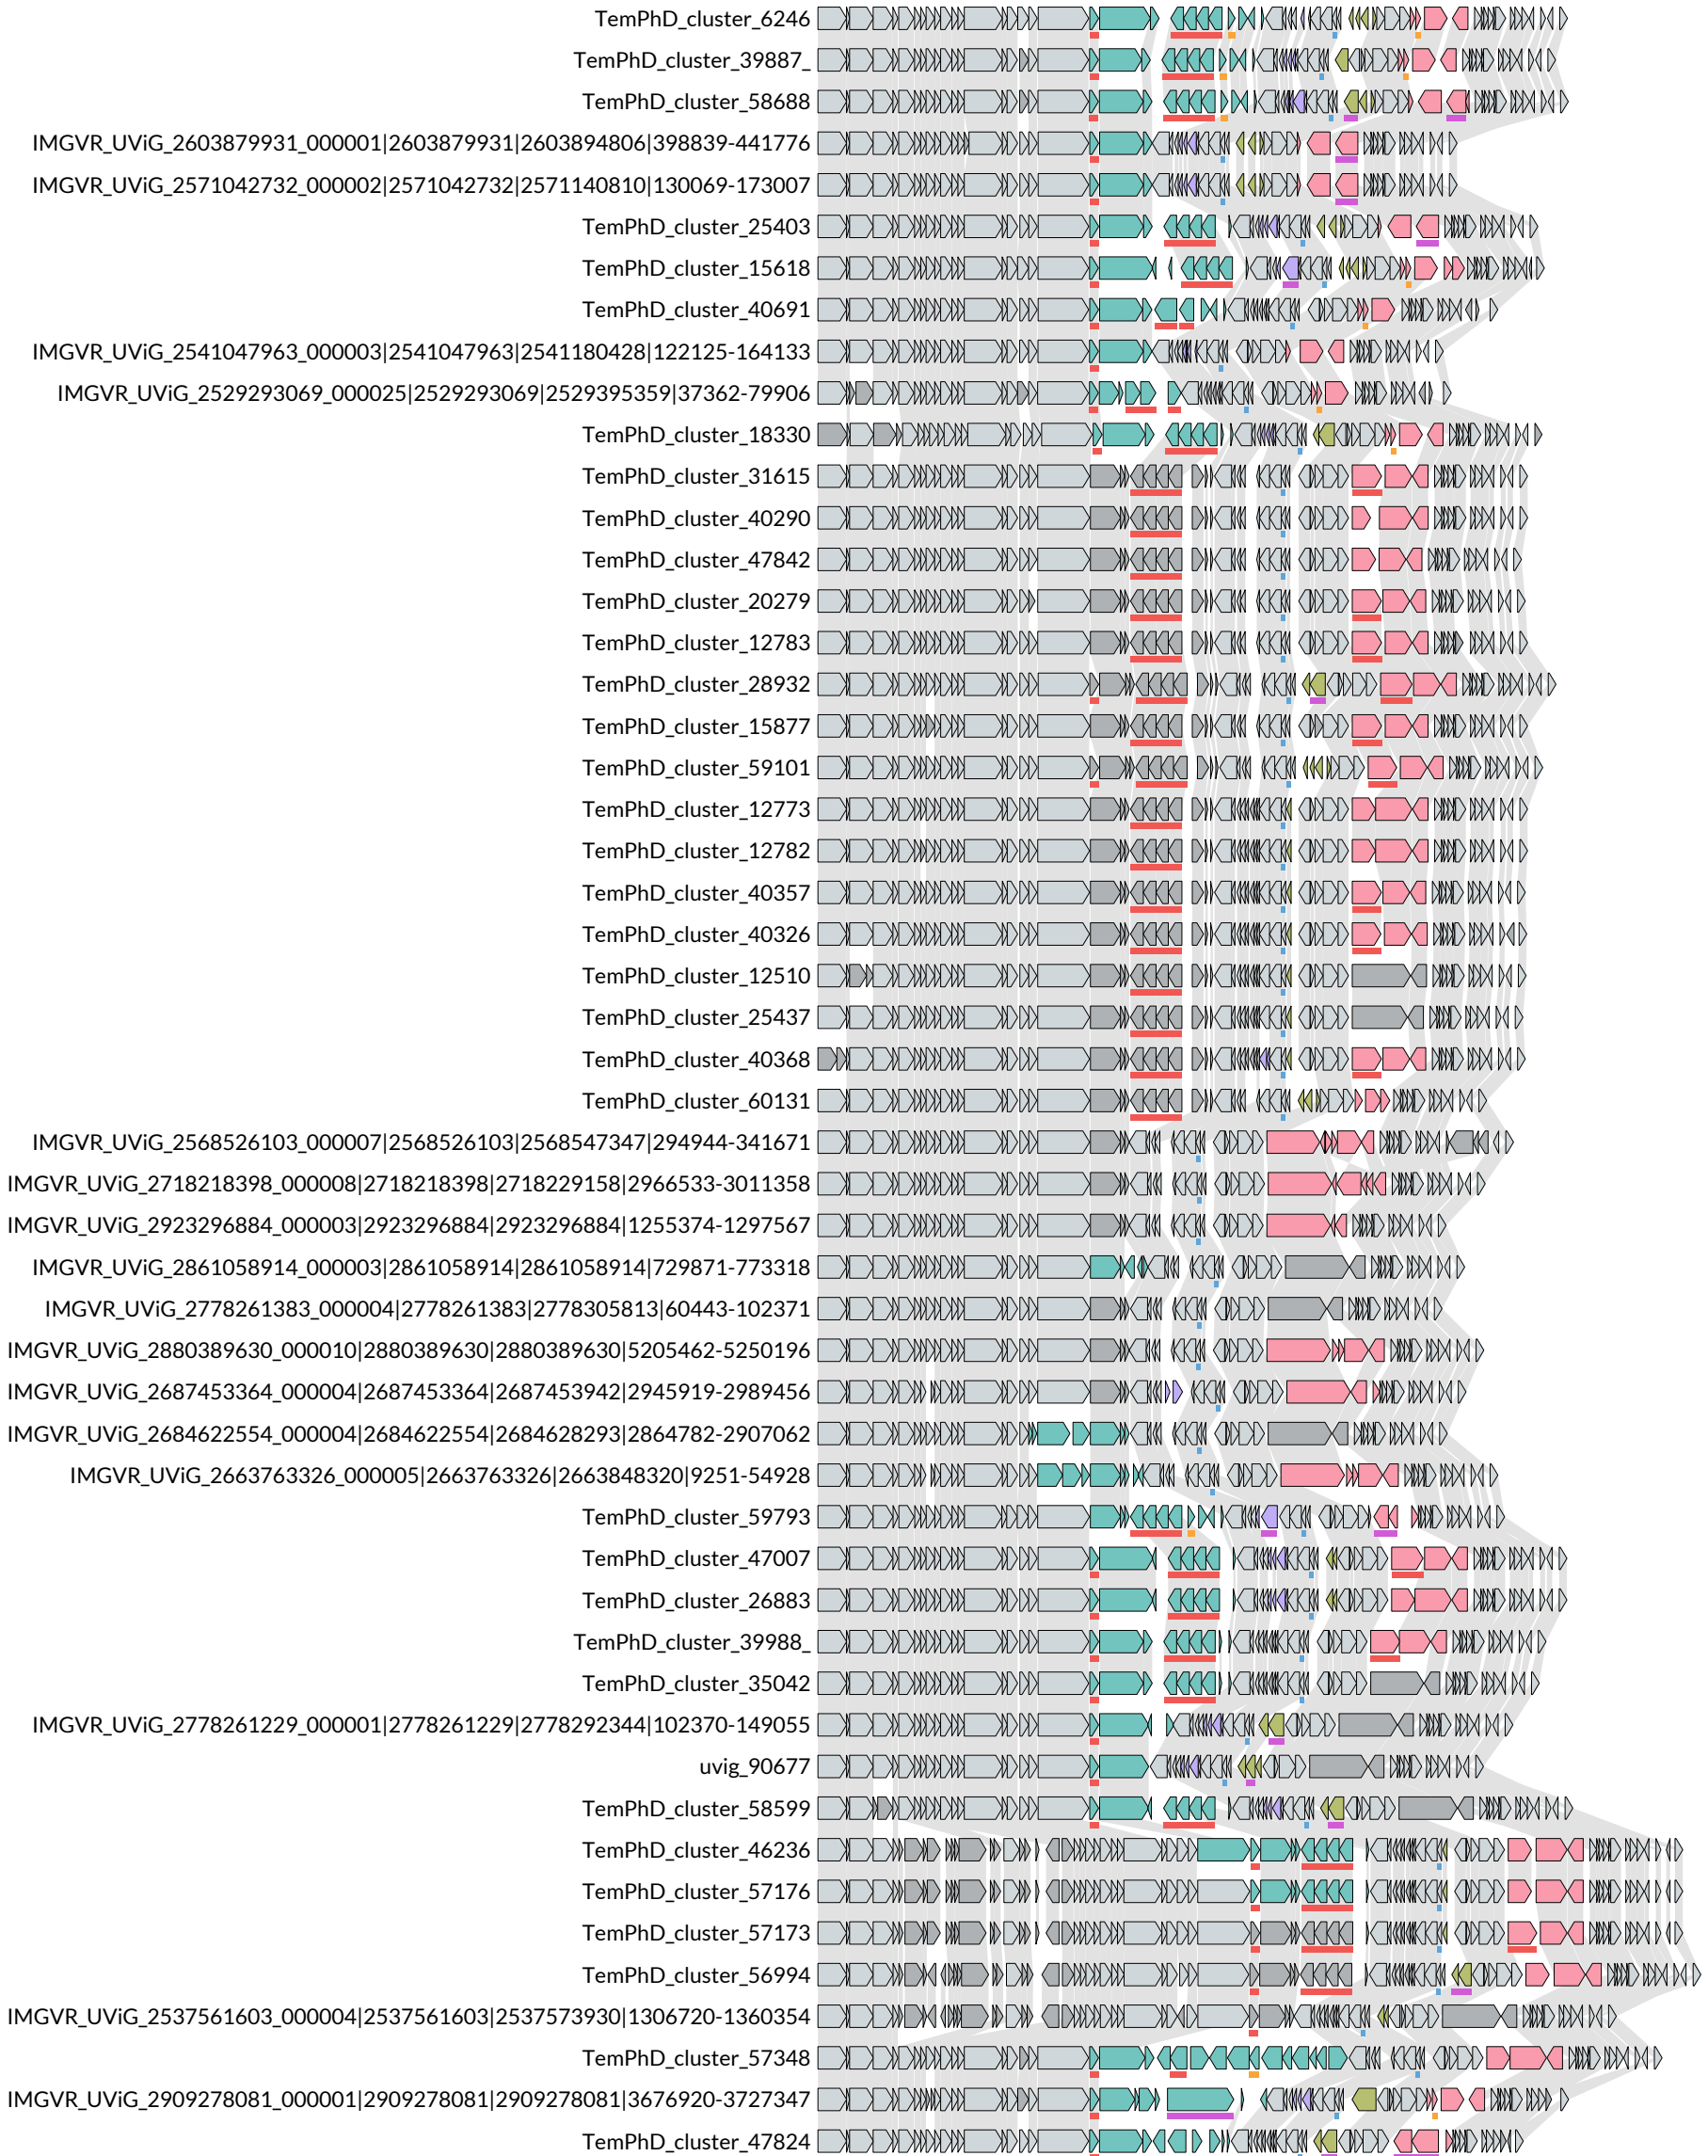 TemPhD_cluster_6246
TemPhD_cluster_39887_
TemPhD_cluster_58688
IMGVR_UViG_2603879931_000001|2603879931|2603894806|398839-441776
IMGVR_UViG_2571042732_000002|2571042732|2571140810|130069-173007
TemPhD_cluster_25403
TemPhD_cluster_15618
TemPhD_cluster_40691
IMGVR_UViG_2541047963_000003|2541047963|2541180428|122125-164133
IMGVR_UViG_2529293069_000025|2529293069|2529395359|37362-79906
TemPhD_cluster_18330
TemPhD_cluster_31615
TemPhD_cluster_40290
TemPhD_cluster_47842
TemPhD_cluster_20279
TemPhD_cluster_12783
TemPhD_cluster_28932
TemPhD_cluster_15877
TemPhD_cluster_59101
TemPhD_cluster_12773
TemPhD_cluster_12782
TemPhD_cluster_40357
TemPhD_cluster_40326
TemPhD_cluster_12510
TemPhD_cluster_25437
TemPhD_cluster_40368
TemPhD_cluster_60131
IMGVR_UViG_2568526103_000007|2568526103|2568547347|294944-341671
IMGVR_UViG_2718218398_000008|2718218398|2718229158|2966533-3011358
IMGVR_UViG_2923296884_000003|2923296884|2923296884|1255374-1297567
IMGVR_UViG_2861058914_000003|2861058914|2861058914|729871-773318
IMGVR_UViG_2778261383_000004|2778261383|2778305813|60443-102371
IMGVR_UViG_2880389630_000010|2880389630|2880389630|5205462-5250196
IMGVR_UViG_2687453364_000004|2687453364|2687453942|2945919-2989456
IMGVR_UViG_2684622554_000004|2684622554|2684628293|2864782-2907062
IMGVR_UViG_2663763326_000005|2663763326|2663848320|9251-54928
TemPhD_cluster_59793
TemPhD_cluster_47007
TemPhD_cluster_26883
TemPhD_cluster_39988_
TemPhD_cluster_35042
IMGVR_UViG_2778261229_000001|2778261229|2778292344|102370-149055
uvig_90677
TemPhD_cluster_58599
TemPhD_cluster_46236
TemPhD_cluster_57176
TemPhD_cluster_57173
TemPhD_cluster_56994
IMGVR_UViG_2537561603_000004|2537561603|2537573930|1306720-1360354
TemPhD_cluster_57348
IMGVR_UViG_2909278081_000001|2909278081|2909278081|3676920-3727347
TemPhD_cluster_47824